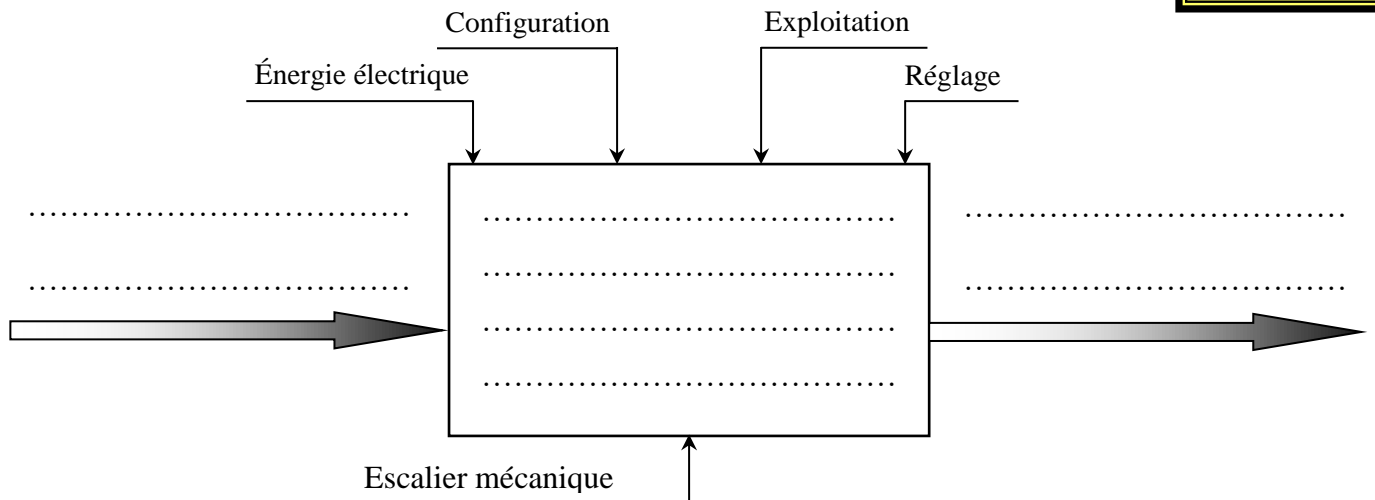 Configuration
Exploitation
Énergie électrique
Réglage
....................................
....................................
.......................................
.......................................
.......................................
.......................................
....................................
....................................
Escalier mécanique